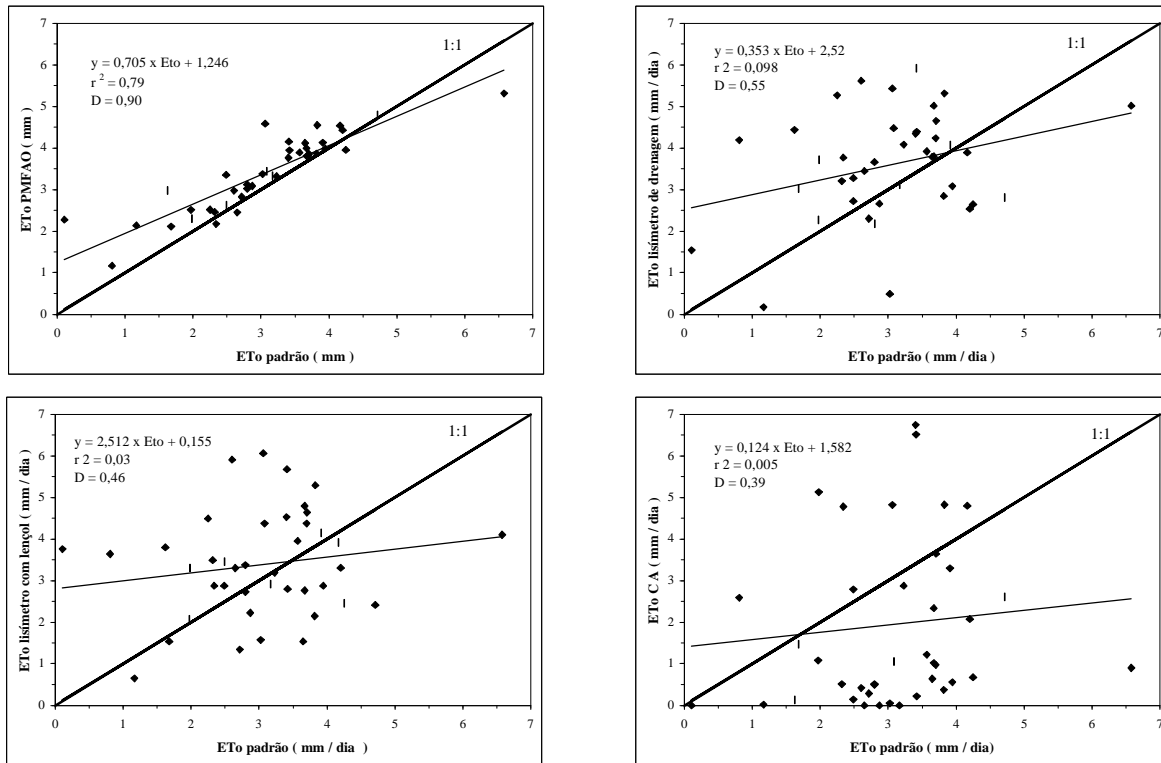 7
6
5
4
3
2
1
0
ETo PMFAO ( mm )
y = 0,705 x Eto + 1,246
r 2 = 0,79
D = 0,90
1:1
0 1 2 3 4 5 6 7
ETo padrão ( mm )
7
6
5
4
3
2
1
0
ETo lisímetro de drenagem ( mm / dia )
y = 0,353 x Eto + 2,52
r 2 = 0,098
D = 0,55
1:1
0 1 2 3 4 5 6 7
ETo padrão ( mm / dia )
7
6
5
4
3
2
1
0
ETo lisímetro com lençol ( mm / dia )
y = 2,512 x Eto + 0,155
r 2 = 0,03
D = 0,46
1:1
0 1 2 3 4 5 6 7
ETo padrão ( mm / dia )
7
6
5
4
3
2
1
0
ETo C A ( mm / dia)
y = 0,124 x Eto + 1,582
r 2 = 0,005
D = 0,39
1:1
0 1 2 3 4 5 6 7
ETo padrão ( mm / dia)